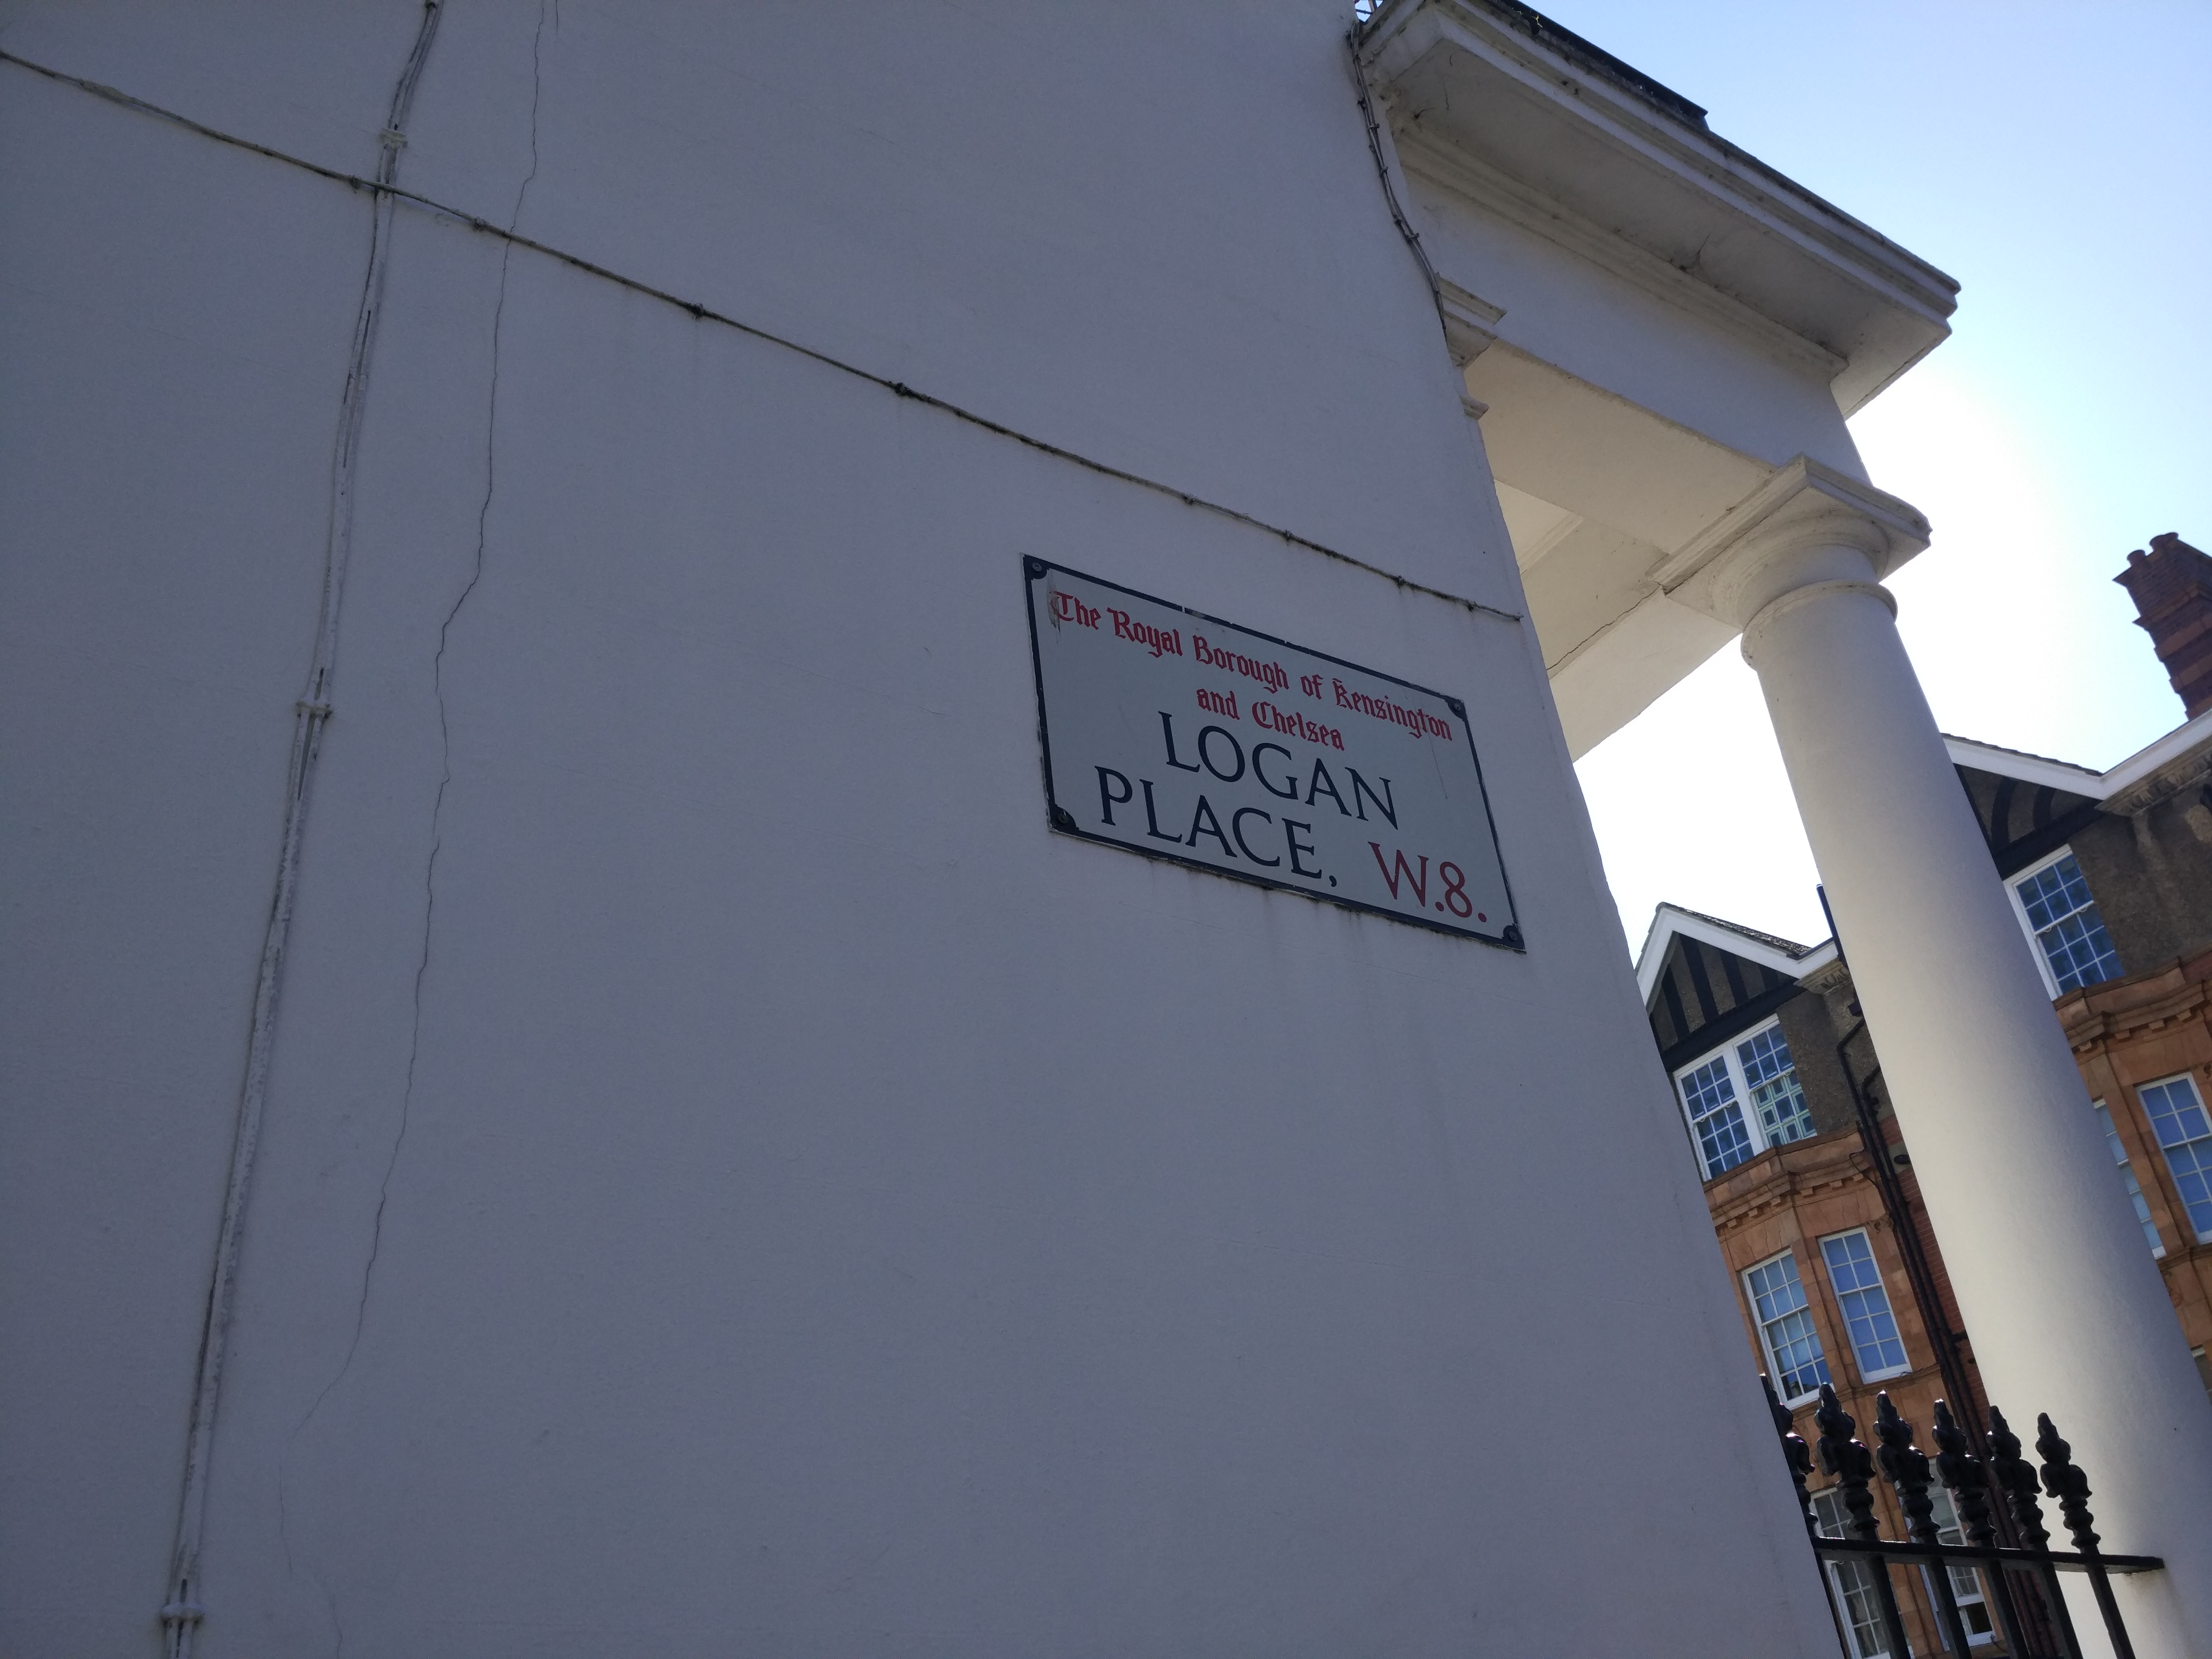 The Royal Borough of Kensington
and Chelsea
LOGAN
PLACE, W.8.